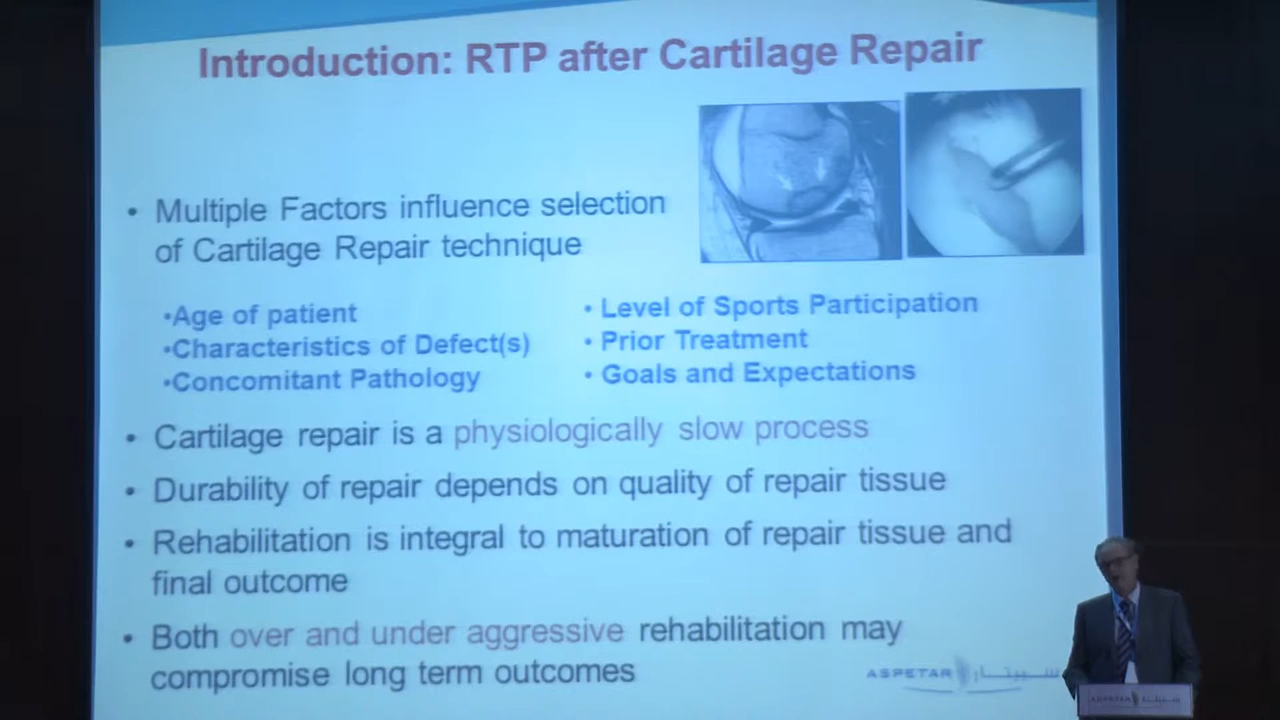 Introduction: RTP after Cartilage Repair
• Multiple Factors influence selection
of Cartilage Repair technique
•Age of patient
•Characteristics of Defect(s)
•Concomitant Pathology
• Level of Sports Participation
• Prior Treatment
• Goals and Expectations
• Cartilage repair is a physiologically slow process
• Durability of repair depends on quality of repair tissue
• Rehabilitation is integral to maturation of repair tissue and
final outcome
• Both over and under aggressive rehabilitation may
compromise long term outcomes
ASPETAR سبيتار
ASPETAR سبيتار